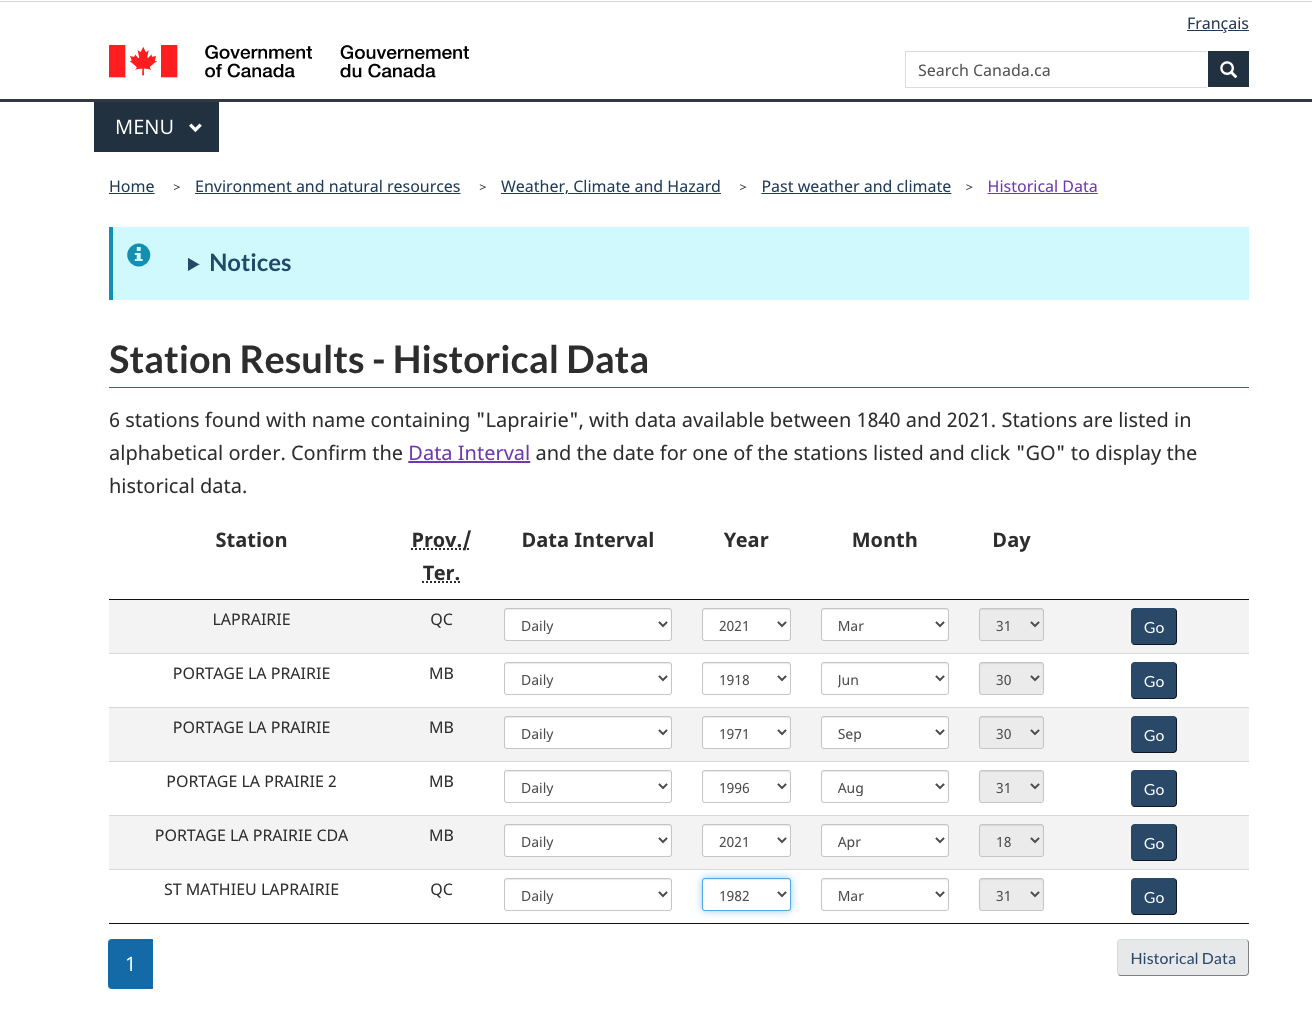 Français
Government of Canada
Gouvernement du Canada
Search Canada.ca
MENU
Home > Environment and natural resources > Weather, Climate and Hazard > Past weather and climate > Historical Data
Notices
Station Results - Historical Data
6 stations found with name containing "Laprairie", with data available between 1840 and 2021. Stations are listed in
alphabetical order. Confirm the Data Interval and the date for one of the stations listed and click "GO" to display the
historical data.
Station Prov./ Ter. Data Interval Year Month Day
LAPRAIRIE QC Daily 2021 Mar 31 Go
PORTAGE LA PRAIRIE MB Daily 1918 Jun 30 Go
PORTAGE LA PRAIRIE MB Daily 1971 Sep 30 Go
PORTAGE LA PRAIRIE 2 MB Daily 1996 Aug 31 Go
PORTAGE LA PRAIRIE CDA MB Daily 2021 Apr 18 Go
ST MATHIEU LAPRAIRIE QC Daily 1982 Mar 31 Go
1
Historical Data